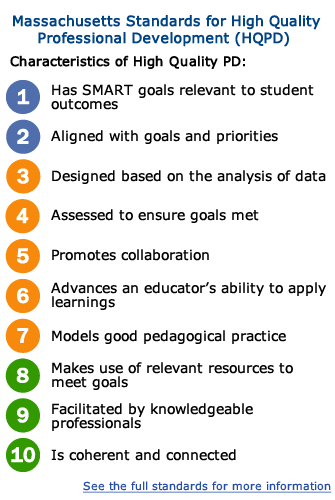 Massachusetts Standards for High Quality
Professional Development (HQPD)
Characteristics of High Quality PD:
1 Has SMART goals relevant to student
outcomes
2 Aligned with goals and priorities
3 Designed based on the analysis of data
4 Assessed to ensure goals met
5 Promotes collaboration
6 Advances an educator's ability to apply
learnings
7 Models good pedagogical practice
8 Makes use of relevant resources to
meet goals
9 Facilitated by knowledgeable
professionals
10 Is coherent and connected
See the full standards for more information